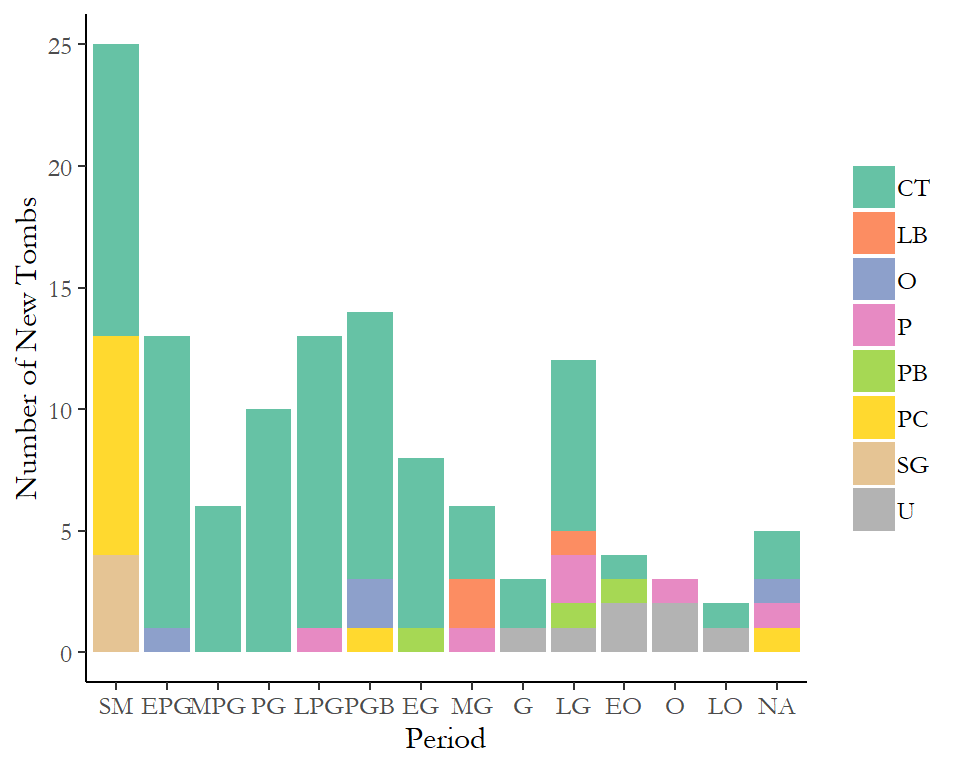 Number of New Tombs
25
20
15
10
5
0
SM EPG MPG PG LPG PGB EG MG G LG EO O LO NA
Period
CT
LB
O
P
PB
PC
SG
U